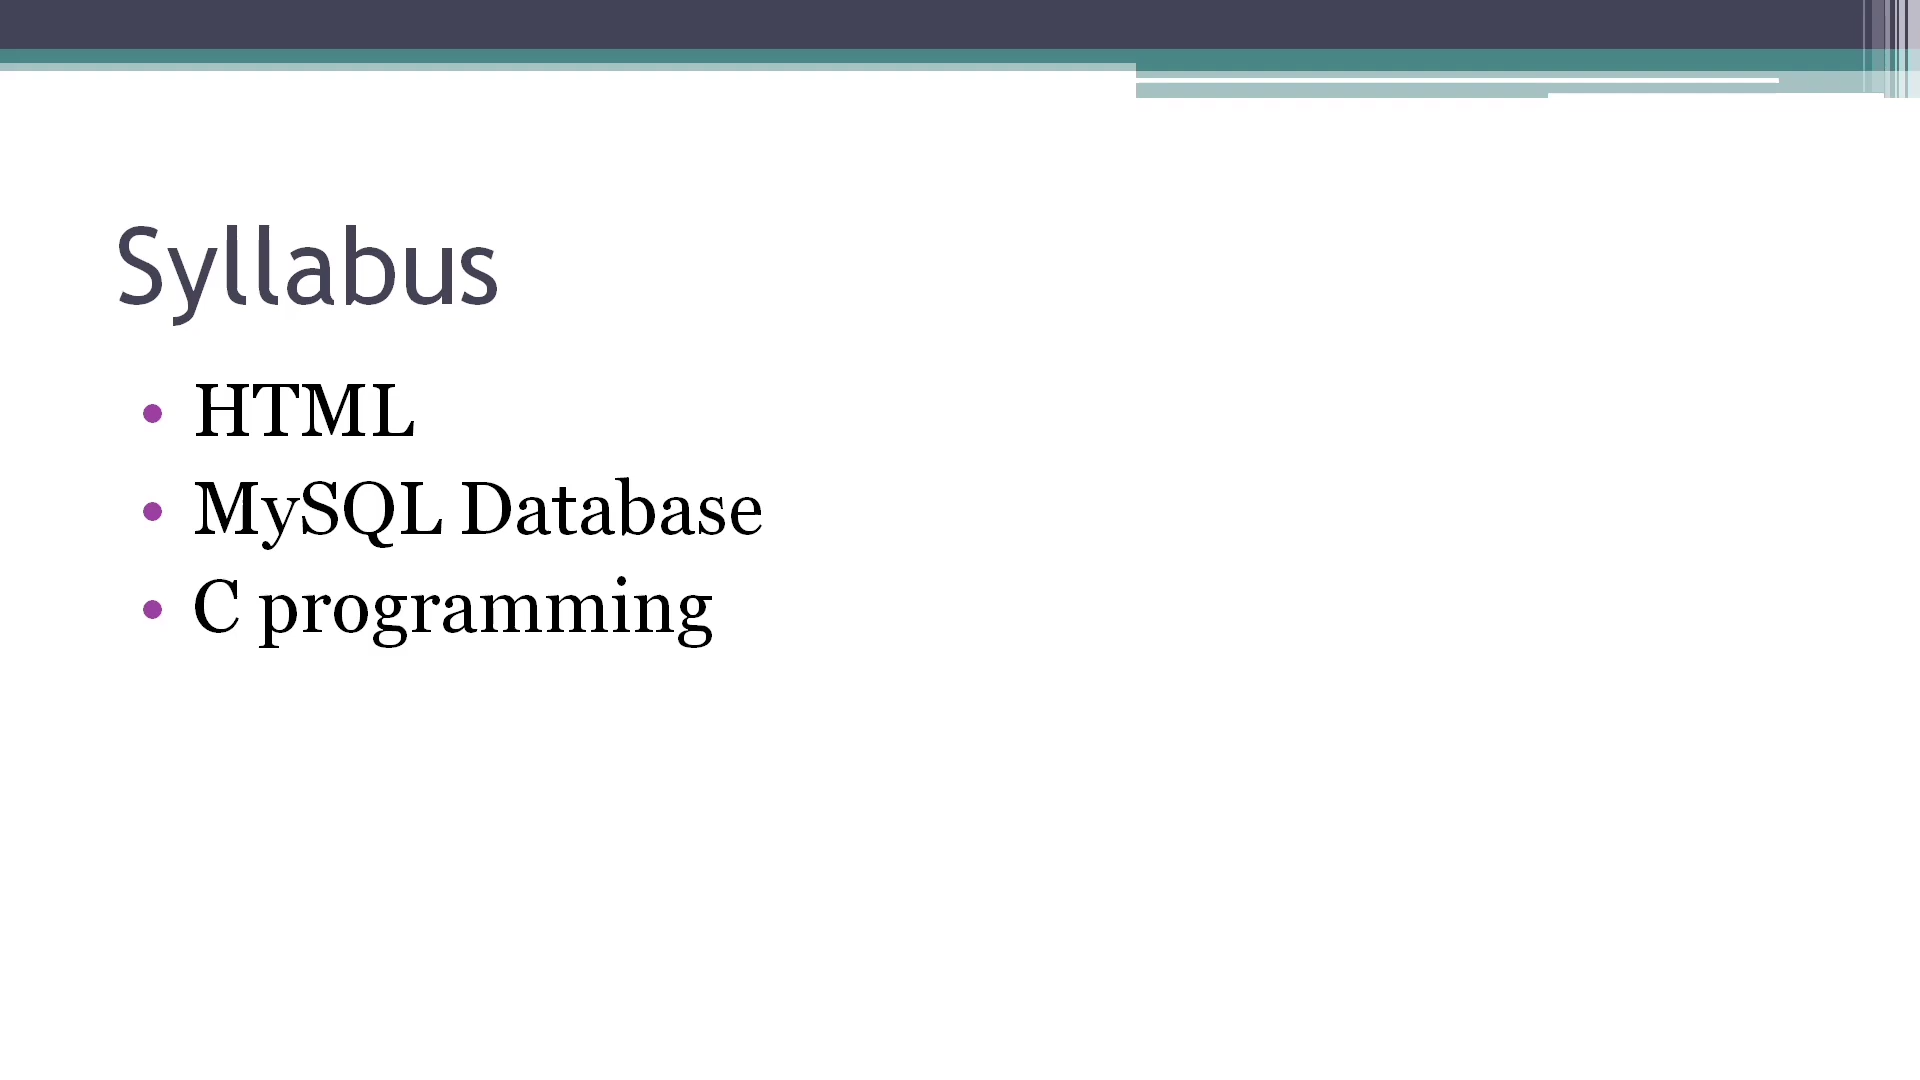 Syllabus
• HTML
• MySQL Database
• C programming